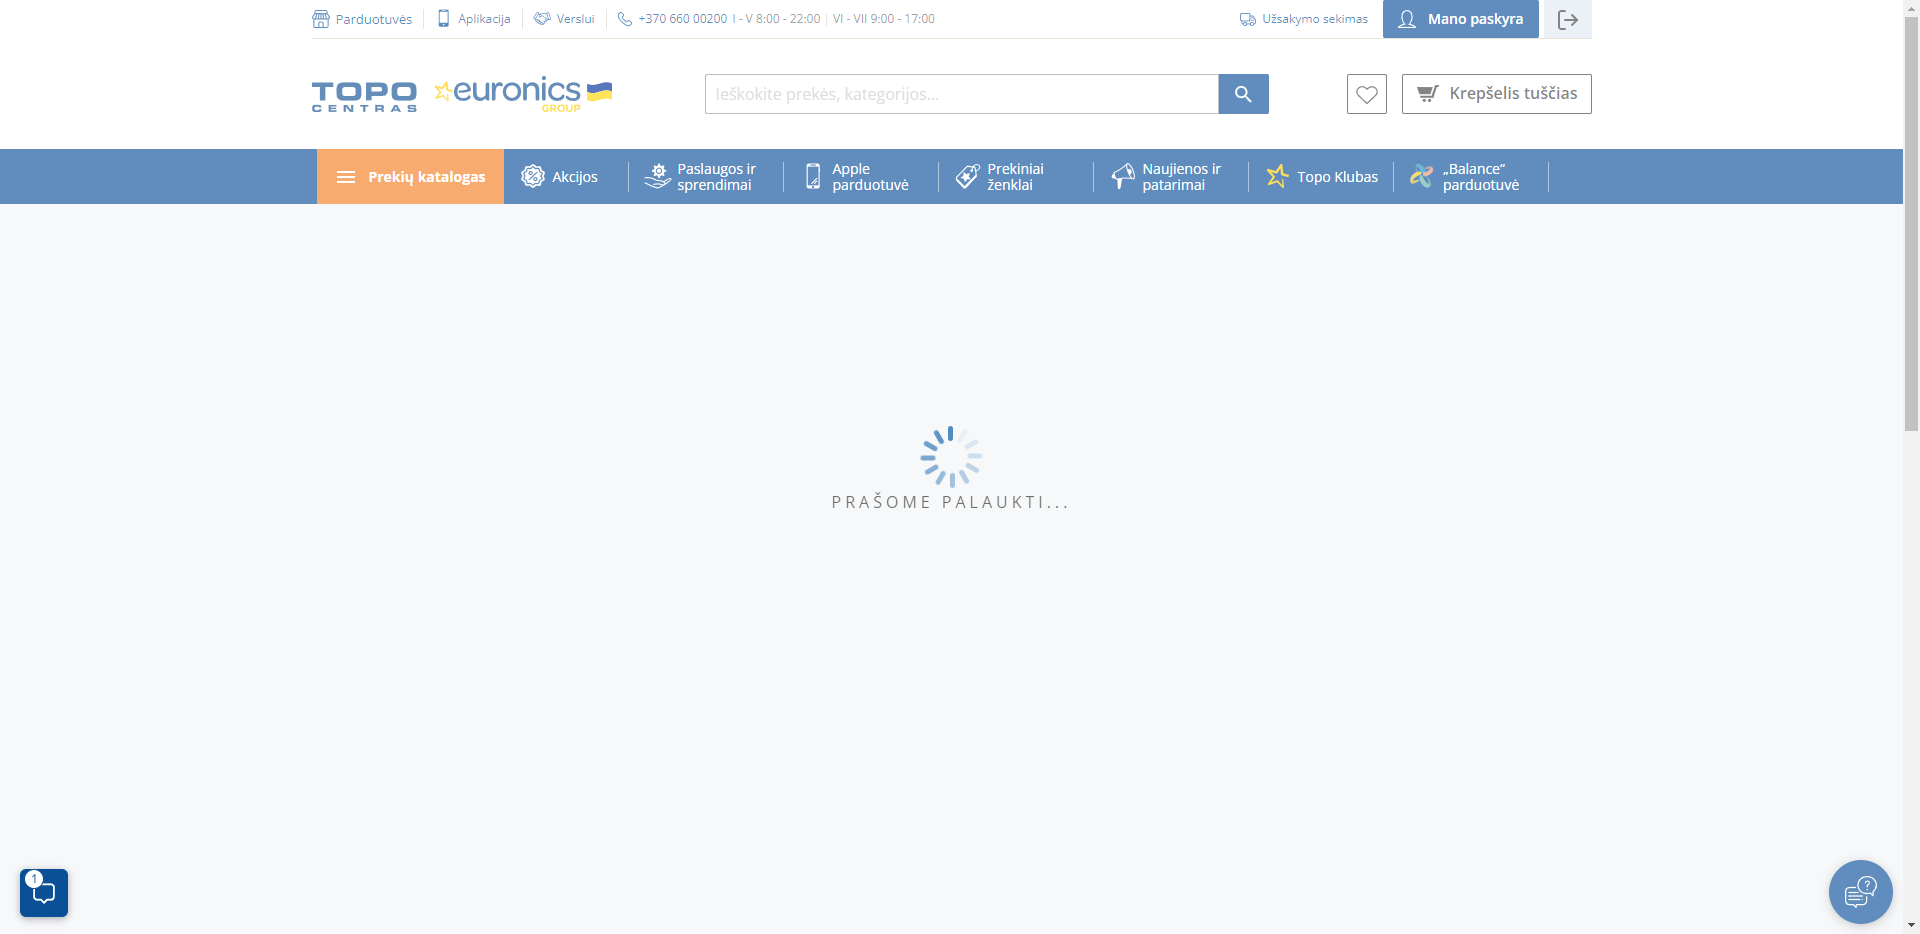 Parduotuvės
Aplikacija
Verslui
+370 660 00200 I - V 8:00 - 22:00 | VI - VII 9:00 - 17:00
Užsakymo sekimas
Mano paskyra
TOPO
CENTRAS
euronics
GROUP
Ieškokite prekės, kategorijos...
Krepšelis tuščias
Prekių katalogas
Akcijos
Paslaugos ir
sprendimai
Apple
parduotuvė
Prekiniai
ženklai
Naujienos ir
patarimai
Topo Klubas
„Balance“
parduotuvė
PRAŠOME PALAUKTI...
1
?